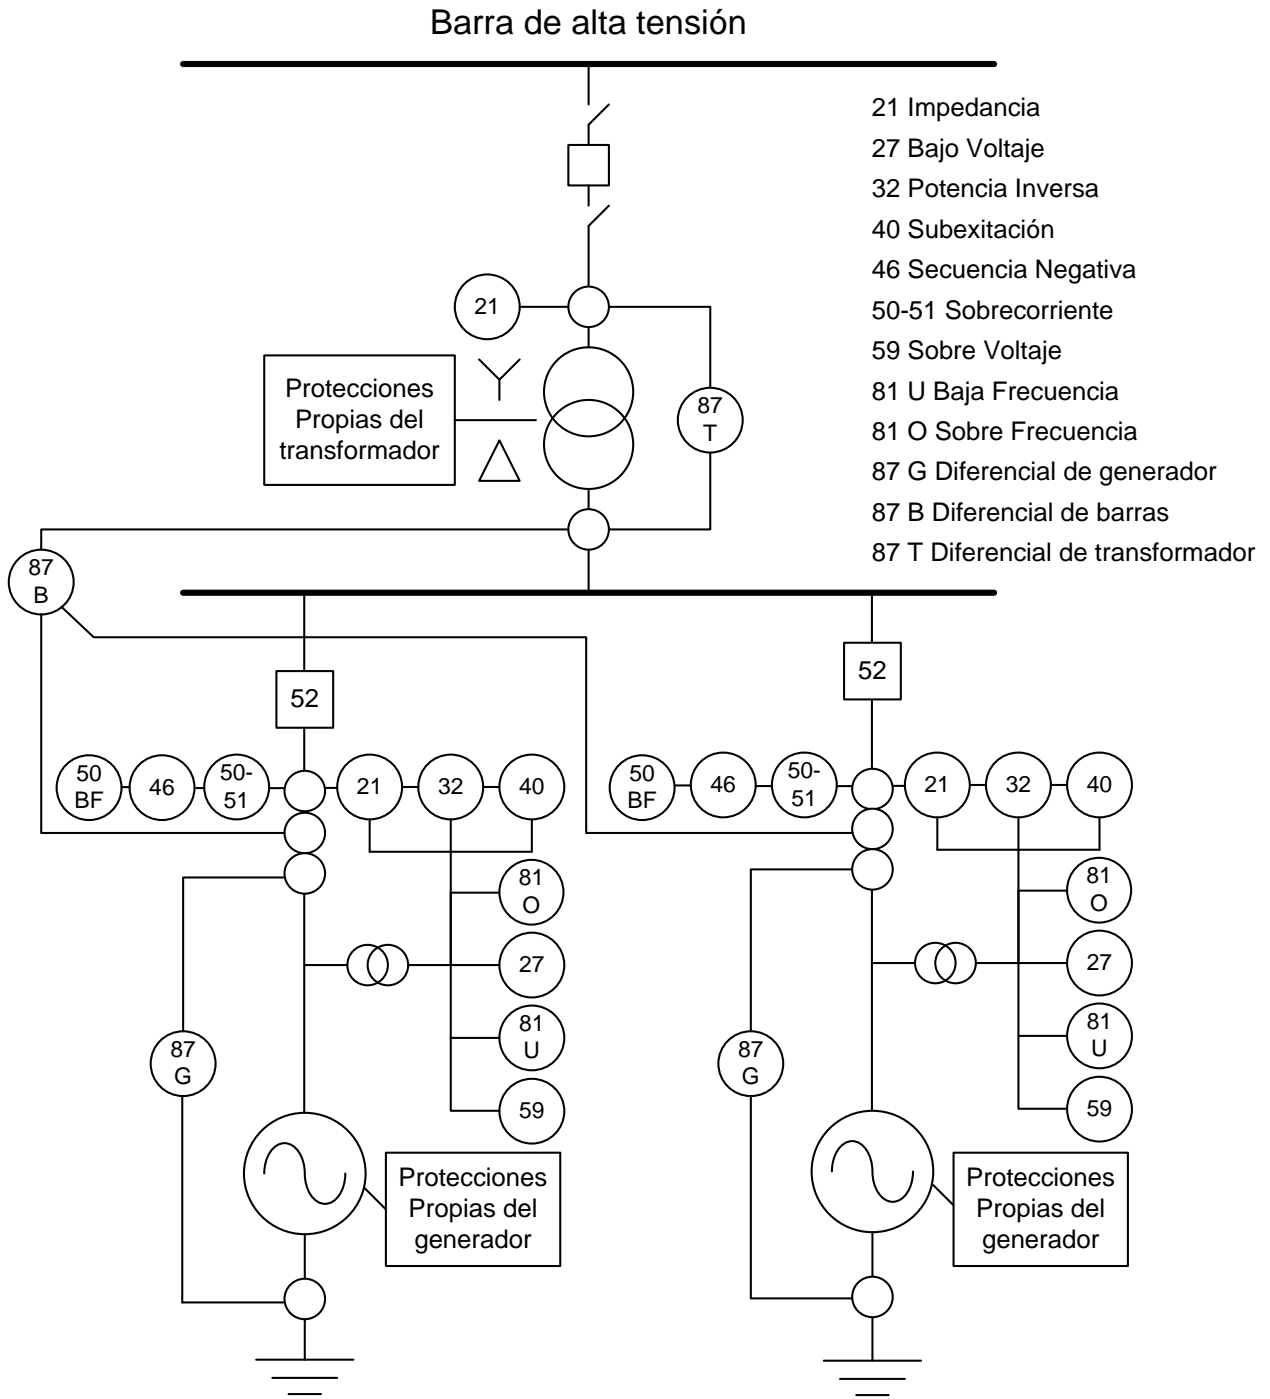 Barra de alta tensión
21 Impedancia
27 Bajo Voltaje
32 Potencia Inversa
40 Subexitación
46 Secuencia Negativa
50-51 Sobrecorriente
59 Sobre Voltaje
81 U Baja Frecuencia
81 O Sobre Frecuencia
87 G Diferencial de generador
87 B Diferencial de barras
87 T Diferencial de transformador
21
Protecciones
Propias del
transformador
87
T
87
B
52
52
50
BF
46
50-
51
21
32
40
50
BF
46
50-
51
21
32
40
81
O
27
81
U
59
81
O
27
81
U
59
87
G
87
G
Protecciones
Propias del
generador
Protecciones
Propias del
generador